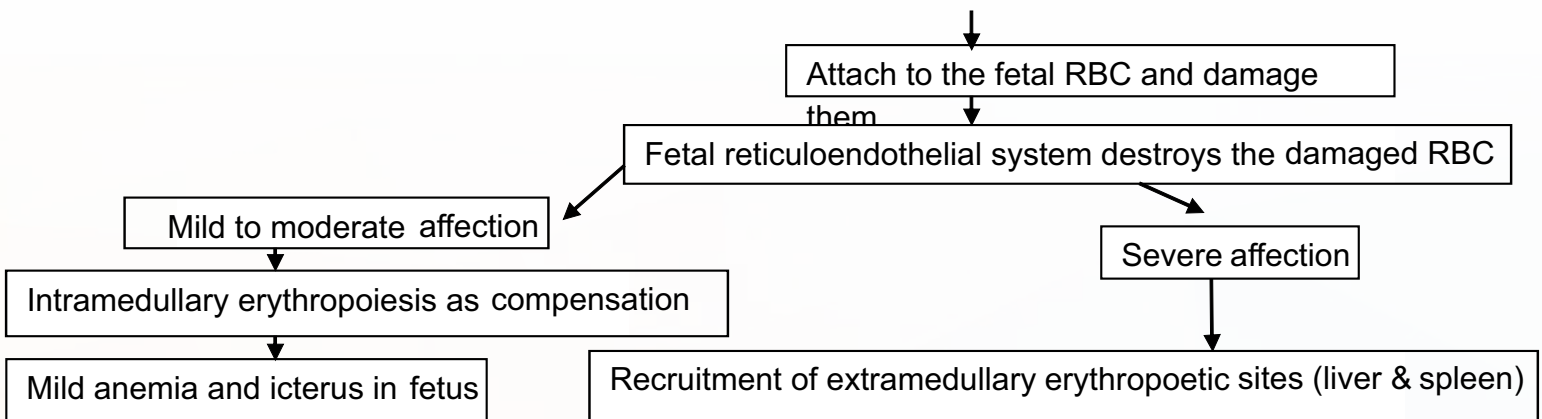 Attach to the fetal RBC and damage
them
Fetal reticuloendothelial system destroys the damaged RBC
Mild to moderate affection
Severe affection
Intramedullary erythropoiesis as compensation
Mild anemia and icterus in fetus
Recruitment of extramedullary erythropoetic sites (liver & spleen)